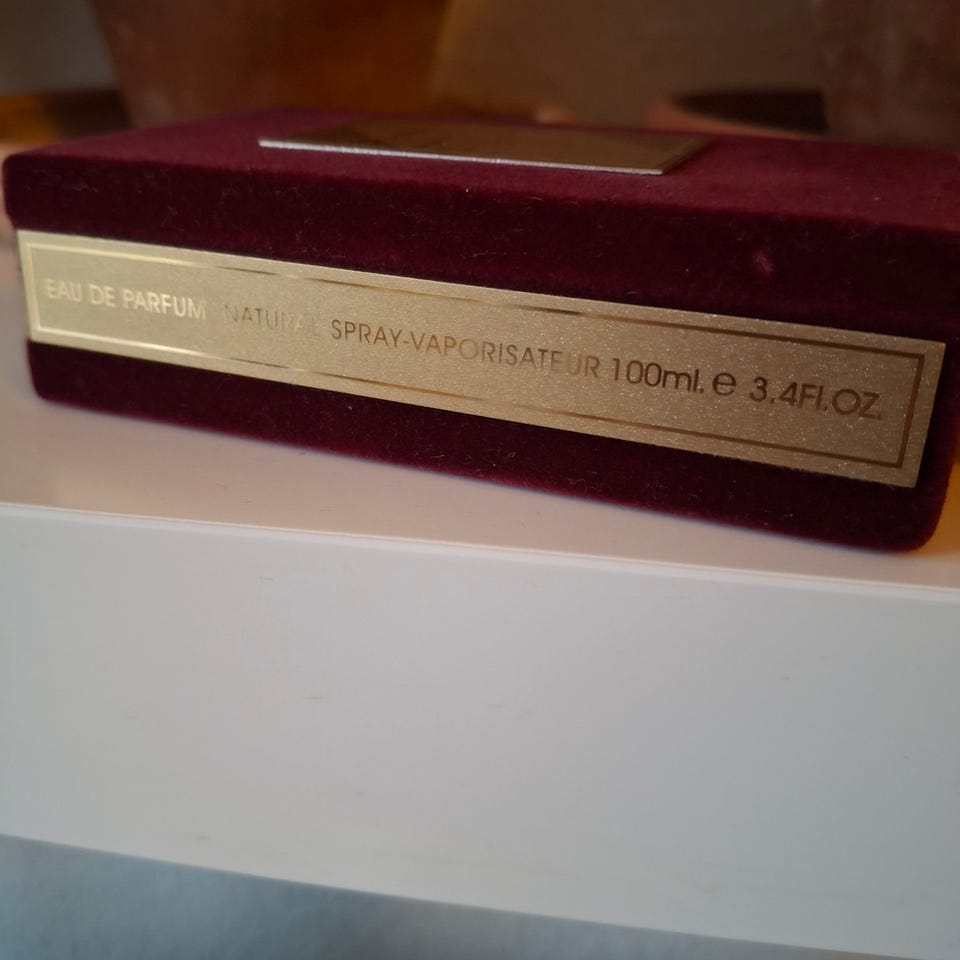 EAU DE PARFUM NATURAL SPRAY-VAPORISATEUR 100ml. e 3.4Fl.OZ.